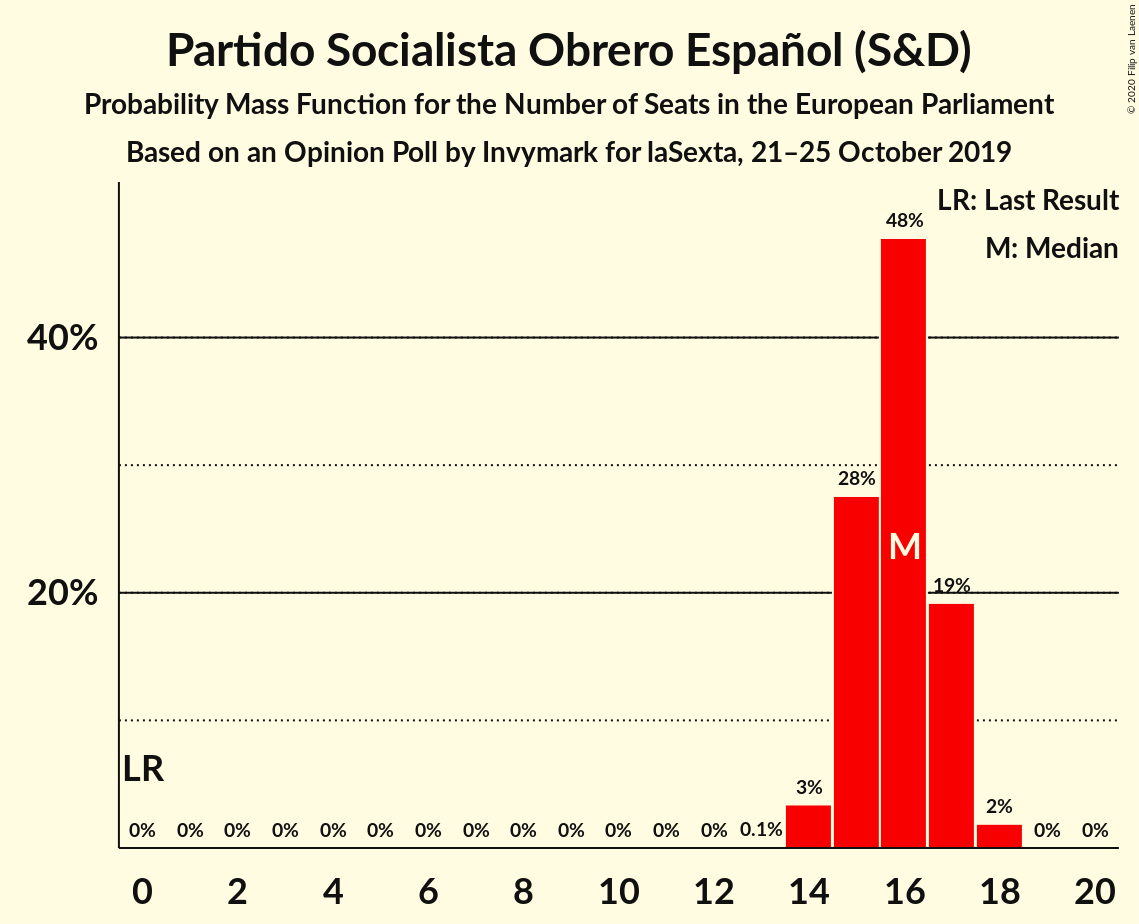 Partido Socialista Obrero Español (S&D)
Probability Mass Function for the Number of Seats in the European Parliament
Based on an Opinion Poll by Invymark for laSexta, 21–25 October 2019
© 2020 Filip van Laenen
LR: Last Result
M: Median
48%
40%
28%
M
20%
19%
LR
3%
2%
0% 0% 0% 0% 0% 0% 0% 0% 0% 0% 0% 0% 0% 0.1% 0% 0%
0 2 4 6 8 10 12 14 16 18 20